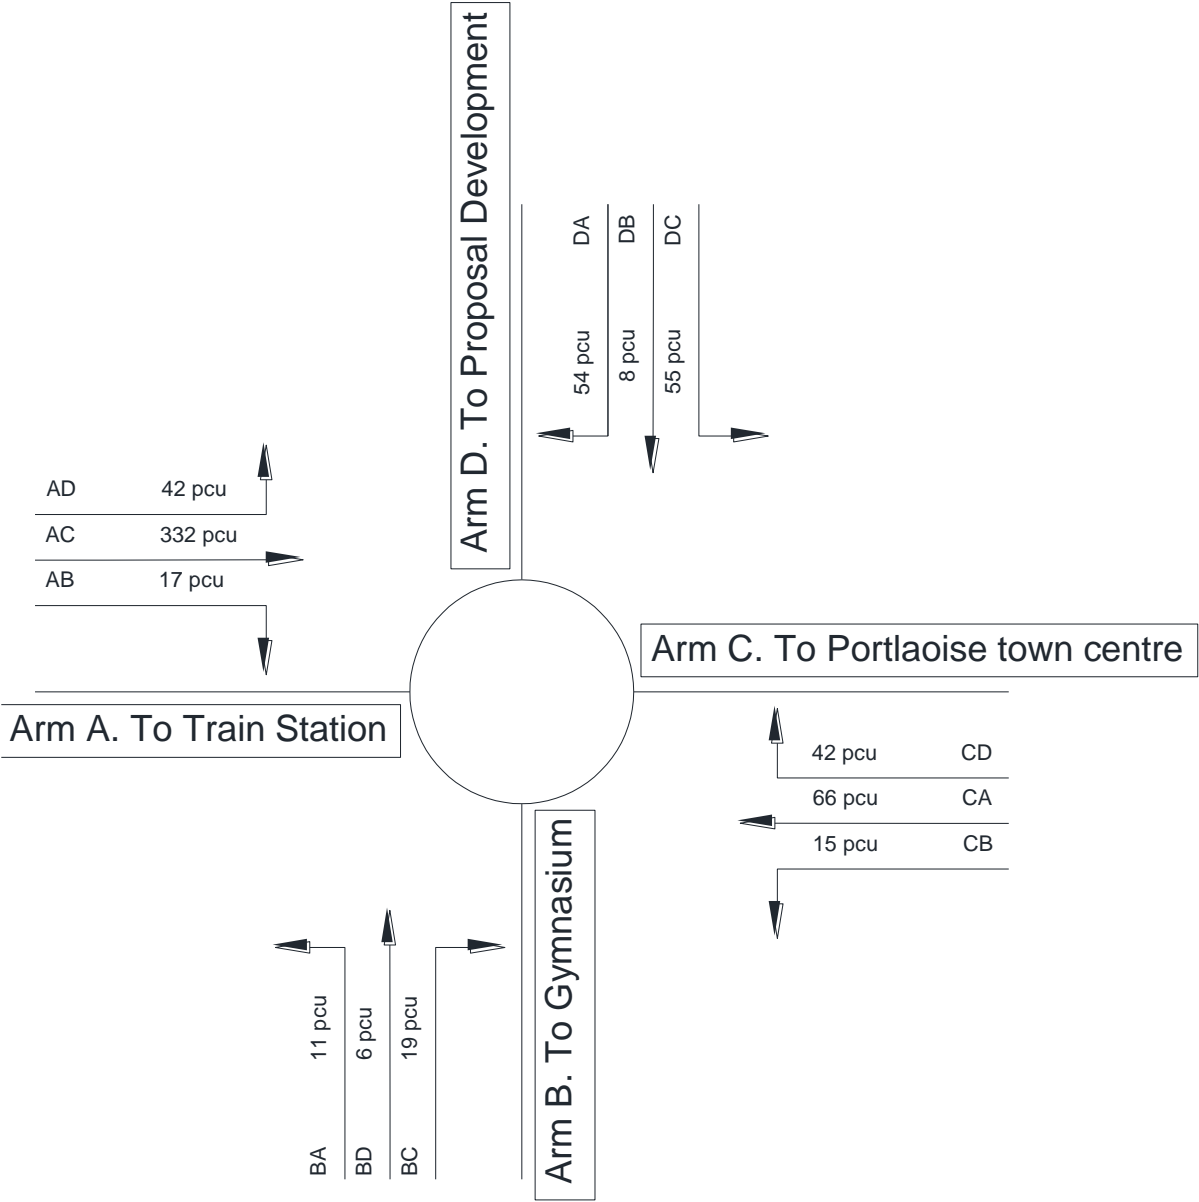 Arm D. To Proposal Development
DA 54 pcu
DB 8 pcu
DC 55 pcu
AD 42 pcu
AC 332 pcu
AB 17 pcu
Arm C. To Portlaoise town centre
Arm A. To Train Station
42 pcu CD
66 pcu CA
15 pcu CB
Arm B. To Gymnasium
BA 11 pcu
BD 6 pcu
BC 19 pcu